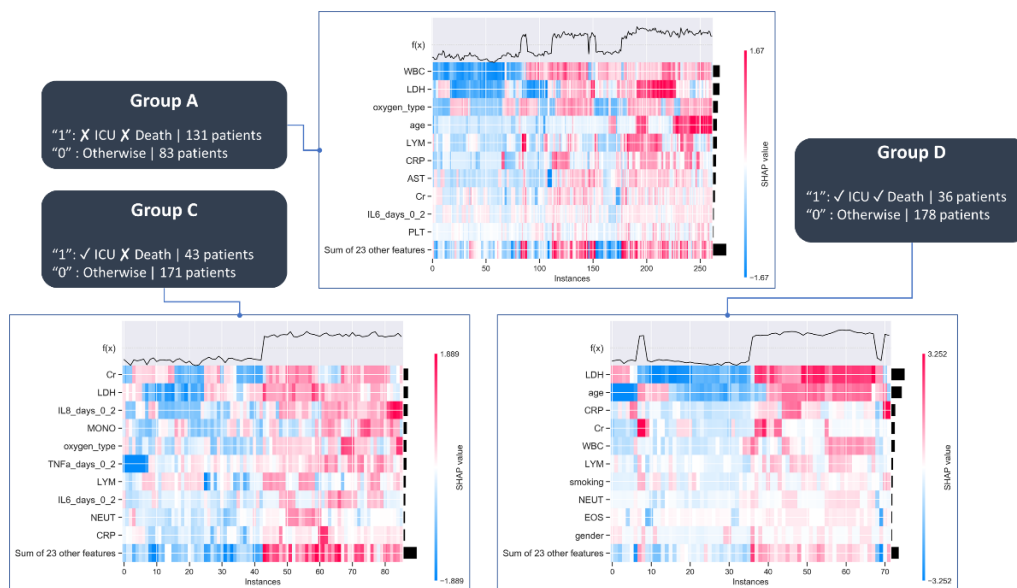 Group A
“1”: ✗ ICU ✗ Death | 131 patients
“0” : Otherwise | 83 patients
Group C
“1”: ✓ ICU ✗ Death | 43 patients
“0” : Otherwise | 171 patients
Group D
“1”: ✓ ICU ✓ Death | 36 patients
“0” : Otherwise | 178 patients
f(x)
WBC
LDH
oxygen_type
age
LYM
CRP
AST
Cr
IL6_days_0_2
PLT
Sum of 23 other features
0 50 100 150 200 250
Instances
1.67
SHAP value
−1.67
f(x)
Cr
LDH
IL8_days_0_2
MONO
oxygen_type
TNFa_days_0_2
LYM
IL6_days_0_2
NEUT
CRP
Sum of 23 other features
0 10 20 30 40 50 60 70 80
Instances
1.889
SHAP value
−1.889
f(x)
LDH
age
CRP
Cr
WBC
LYM
smoking
NEUT
EOS
gender
Sum of 23 other features
0 10 20 30 40 50 60 70
Instances
3.252
SHAP value
−3.252